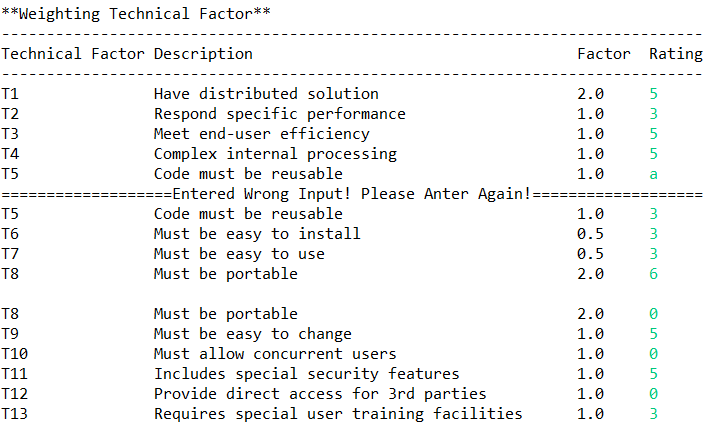 **Weighting Technical Factor**
---------------------------------------------------------------------------------
Technical Factor Description Factor Rating
---------------------------------------------------------------------------------
T1 Have distributed solution 2.0 5
T2 Respond specific performance 1.0 3
T3 Meet end-user efficiency 1.0 5
T4 Complex internal processing 1.0 5
T5 Code must be reusable 1.0 a
===================Entered Wrong Input! Please Anter Again!===================
T5 Code must be reusable 1.0 3
T6 Must be easy to install 0.5 3
T7 Must be easy to use 0.5 3
T8 Must be portable 2.0 6
T8 Must be portable 2.0 0
T9 Must be easy to change 1.0 5
T10 Must allow concurrent users 1.0 0
T11 Includes special security features 1.0 5
T12 Provide direct access for 3rd parties 1.0 0
T13 Requires special user training facilities 1.0 3